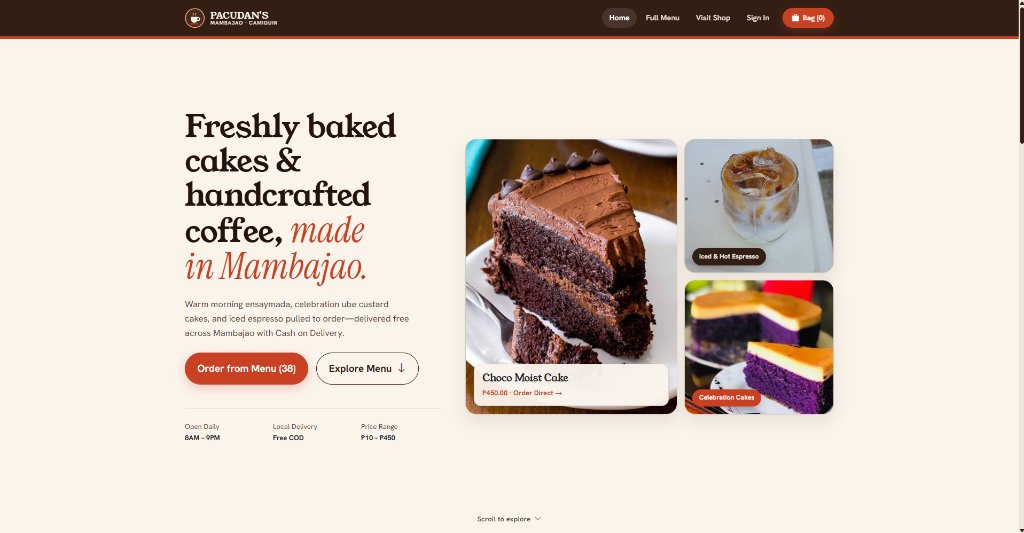 PACUDAN'S
MAMBAJAO · CAMIGUIN
Home
Full Menu
Visit Shop
Sign In
Bag (0)
Freshly baked
cakes &
handcrafted
coffee, made
in Mambajao.
Warm morning ensaymada, celebration ube custard
cakes, and iced espresso pulled to order—delivered free
across Mambajao with Cash on Delivery.
Order from Menu (38)
Explore Menu ↓
Open Daily
8AM – 9PM
Local Delivery
Free COD
Price Range
₱10 – ₱450
Choco Moist Cake
₱450.00 · Order Direct →
Iced & Hot Espresso
Celebration Cakes
Scroll to explore